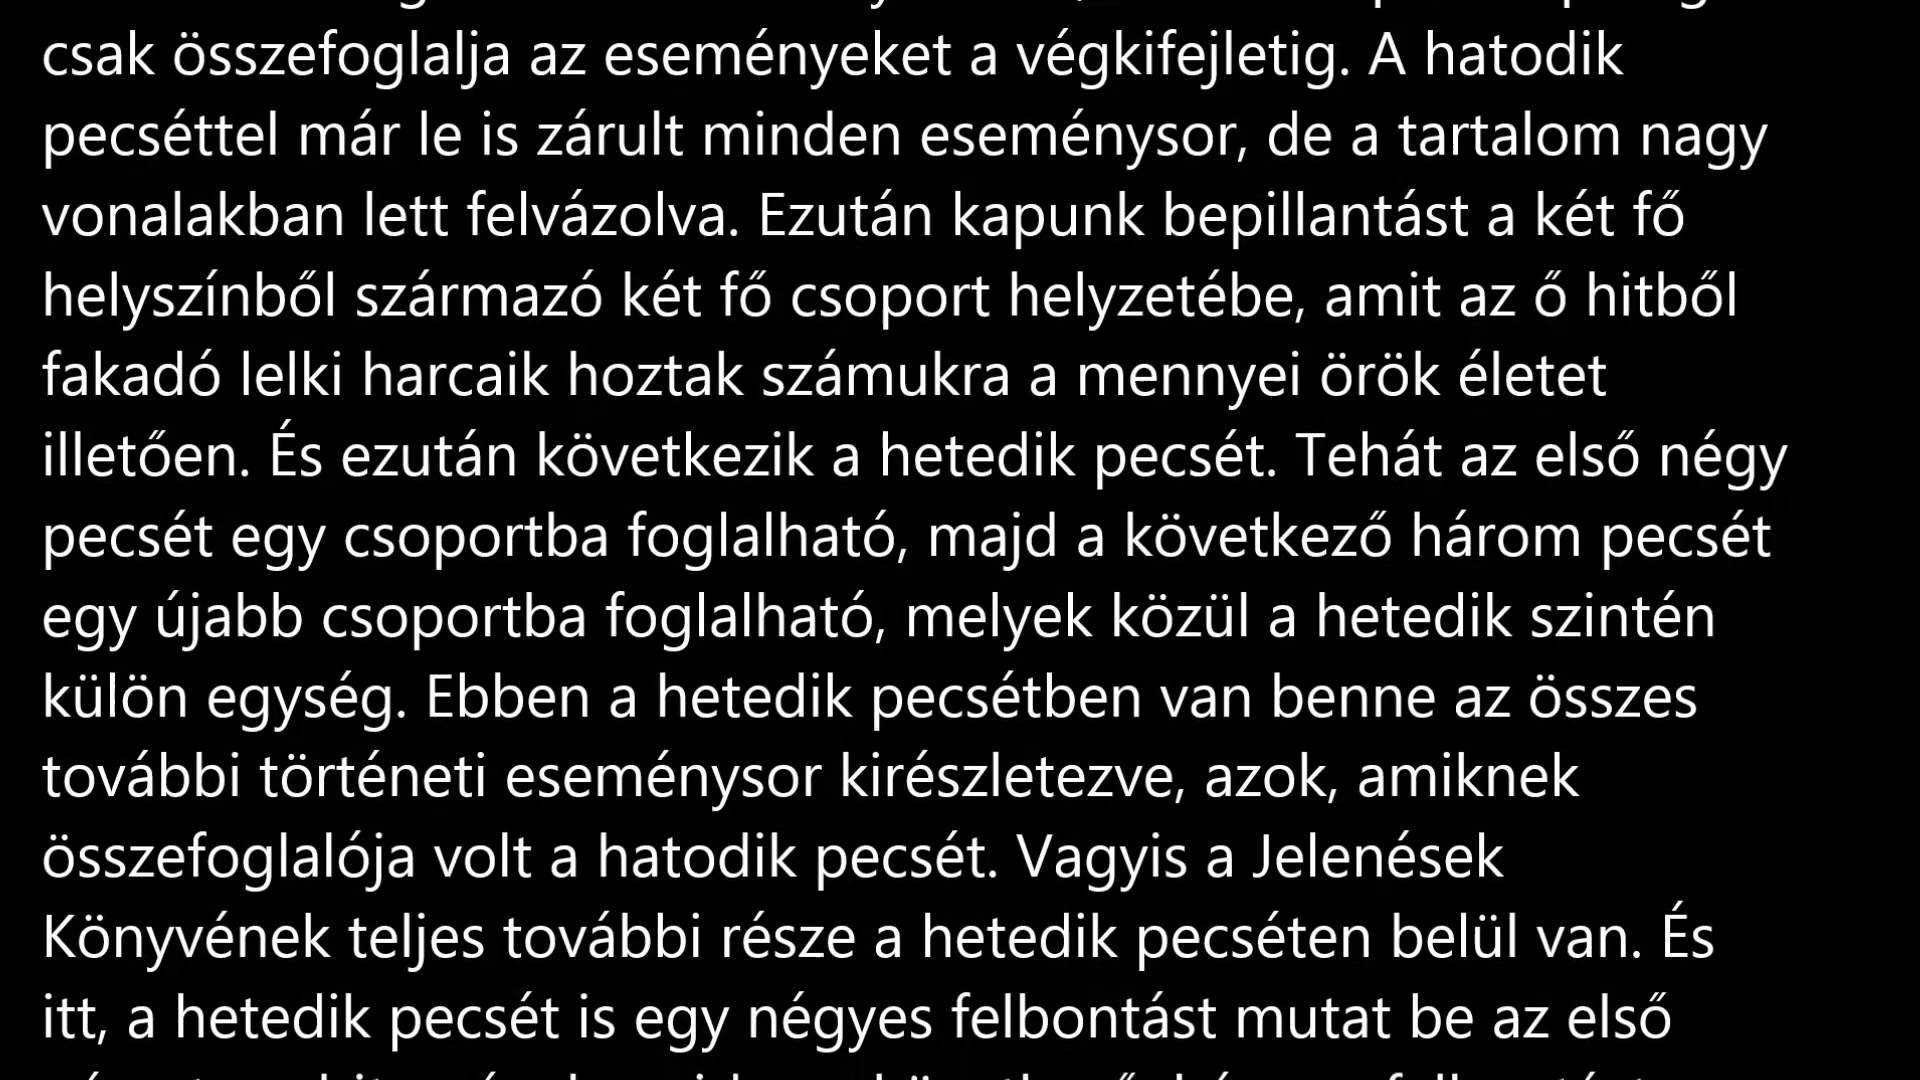 csak összefoglalja az eseményeket a végkifejletig. A hatodik
pecséttel már le is zárult minden eseménysor, de a tartalom nagy
vonalakban lett felvázolva. Ezután kapunk bepillantást a két fő
helyszínből származó két fő csoport helyzetébe, amit az ő hitből
fakadó lelki harcaik hoztak számukra a mennyei örök életet
illetően. És ezután következik a hetedik pecsét. Tehát az első négy
pecsét egy csoportba foglalható, majd a következő három pecsét
egy újabb csoportba foglalható, melyek közül a hetedik szintén
külön egység. Ebben a hetedik pecsétben van benne az összes
további történeti eseménysor kirészletezve, azok, amiknek
összefoglalója volt a hatodik pecsét. Vagyis a Jelenések
Könyvének teljes további része a hetedik pecséten belül van. És
itt, a hetedik pecsét is egy négyes felbontást mutat be az első